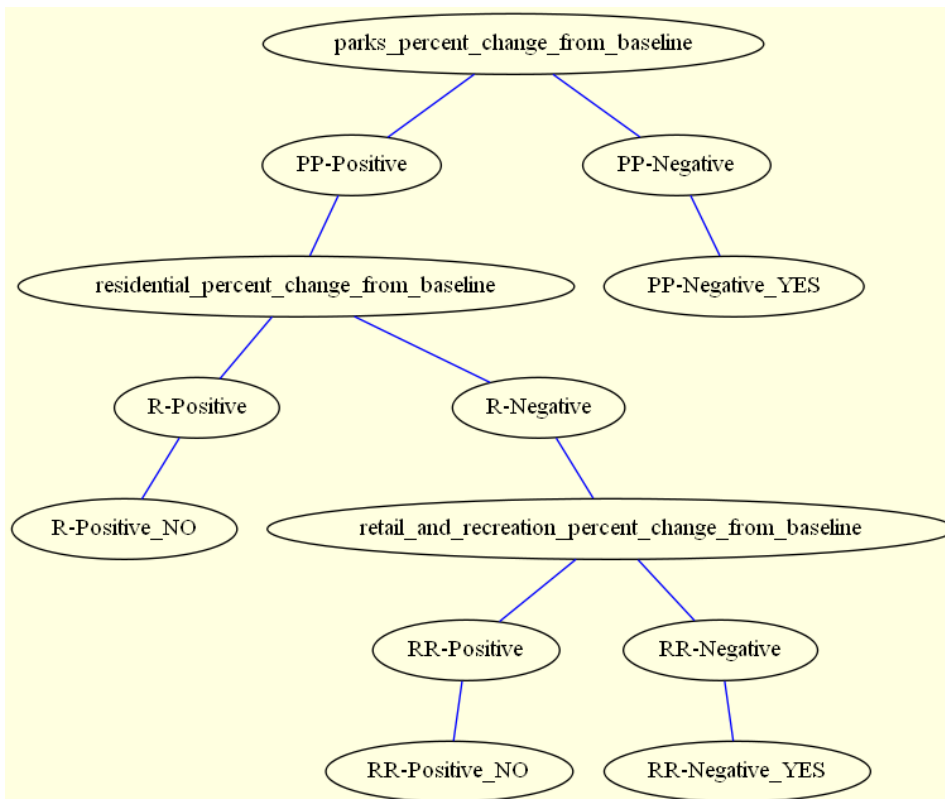 parks_percent_change_from_baseline
PP-Positive
PP-Negative
residential_percent_change_from_baseline
PP-Negative_YES
R-Positive
R-Negative
R-Positive_NO
retail_and_recreation_percent_change_from_baseline
RR-Positive
RR-Negative
RR-Positive_NO
RR-Negative_YES